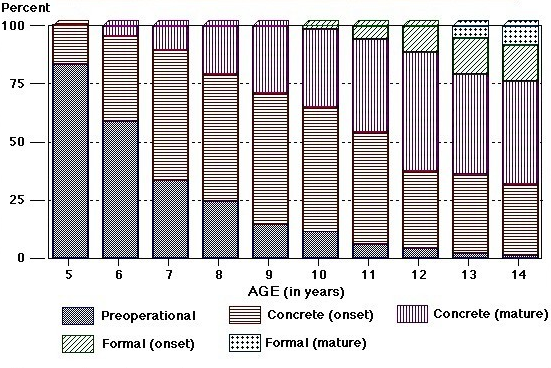 Percent
100
75
50
25
0
5 6 7 8 9 10 11 12 13 14
AGE (in years)
Preoperational Concrete (onset) Concrete (mature)
Formal (onset) Formal (mature)